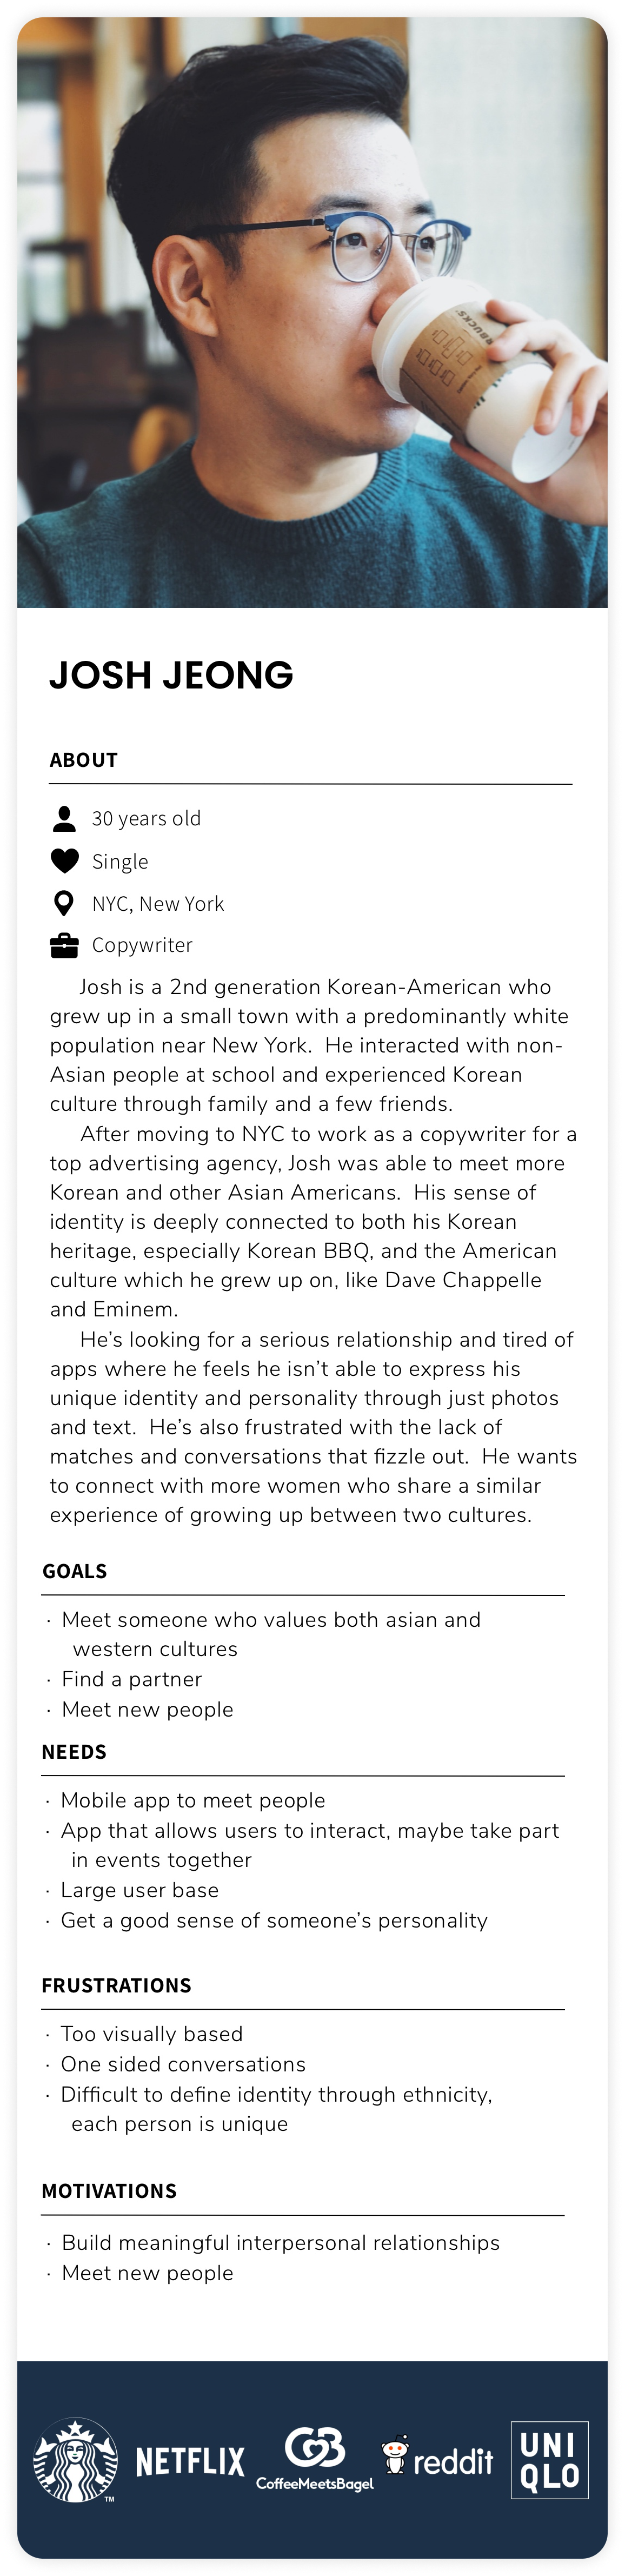 JOSH JEONG
ABOUT
30 years old
Single
NYC, New York
Copywriter
Josh is a 2nd generation Korean-American who
grew up in a small town with a predominantly white
population near New York.  He interacted with non-
Asian people at school and experienced Korean
culture through family and a few friends.
After moving to NYC to work as a copywriter for a
top advertising agency, Josh was able to meet more
Korean and other Asian Americans.  His sense of
identity is deeply connected to both his Korean
heritage, especially Korean BBQ, and the American
culture which he grew up on, like Dave Chappelle
and Eminem.
He’s looking for a serious relationship and tired of
apps where he feels he isn’t able to express his
unique identity and personality through just photos
and text.  He’s also frustrated with the lack of
matches and conversations that fizzle out.  He wants
to connect with more women who share a similar
experience of growing up between two cultures.
GOALS
· Meet someone who values both asian and
western cultures
· Find a partner
· Meet new people
NEEDS
· Mobile app to meet people
· App that allows users to interact, maybe take part
in events together
· Large user base
· Get a good sense of someone’s personality
FRUSTRATIONS
· Too visually based
· One sided conversations
· Difficult to define identity through ethnicity,
each person is unique
MOTIVATIONS
· Build meaningful interpersonal relationships
· Meet new people
TM
NETFLIX
CMB
CoffeeMeetsBagel
reddit
UNI
QLO